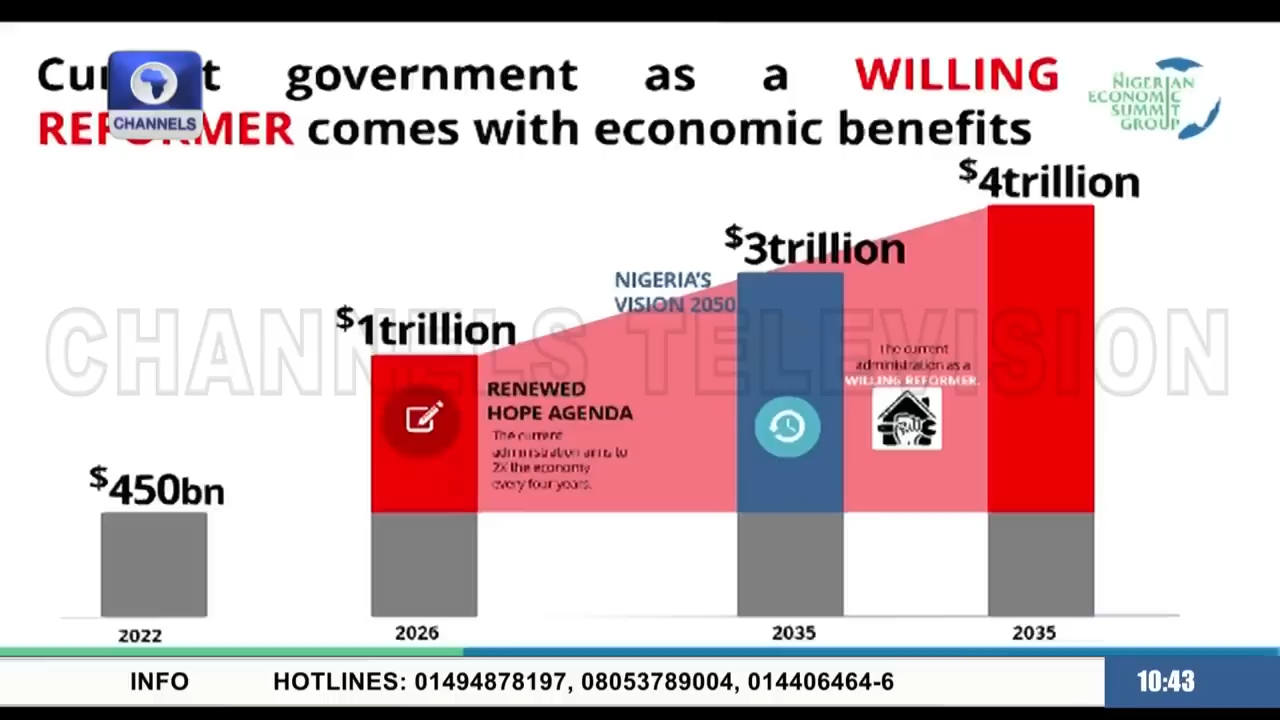 Cu t government as a WILLING
REF MER comes with economic benefits
CHANNELS
NIGERIAN
ECONOMIC
SUMMIT
GROUP
$4trillion
$3trillion
NIGERIA'S
VISION 2050
$1trillion
CHANNELS TELEVISION
The current
administration as a
WILLING REFORMER.
RENEWED
HOPE AGENDA
The current
administration aims to
2X the economy
every four years.
$450bn
2022
2026
2035
2035
INFO HOTLINES: 01494878197, 08053789004, 014406464-6
10:43